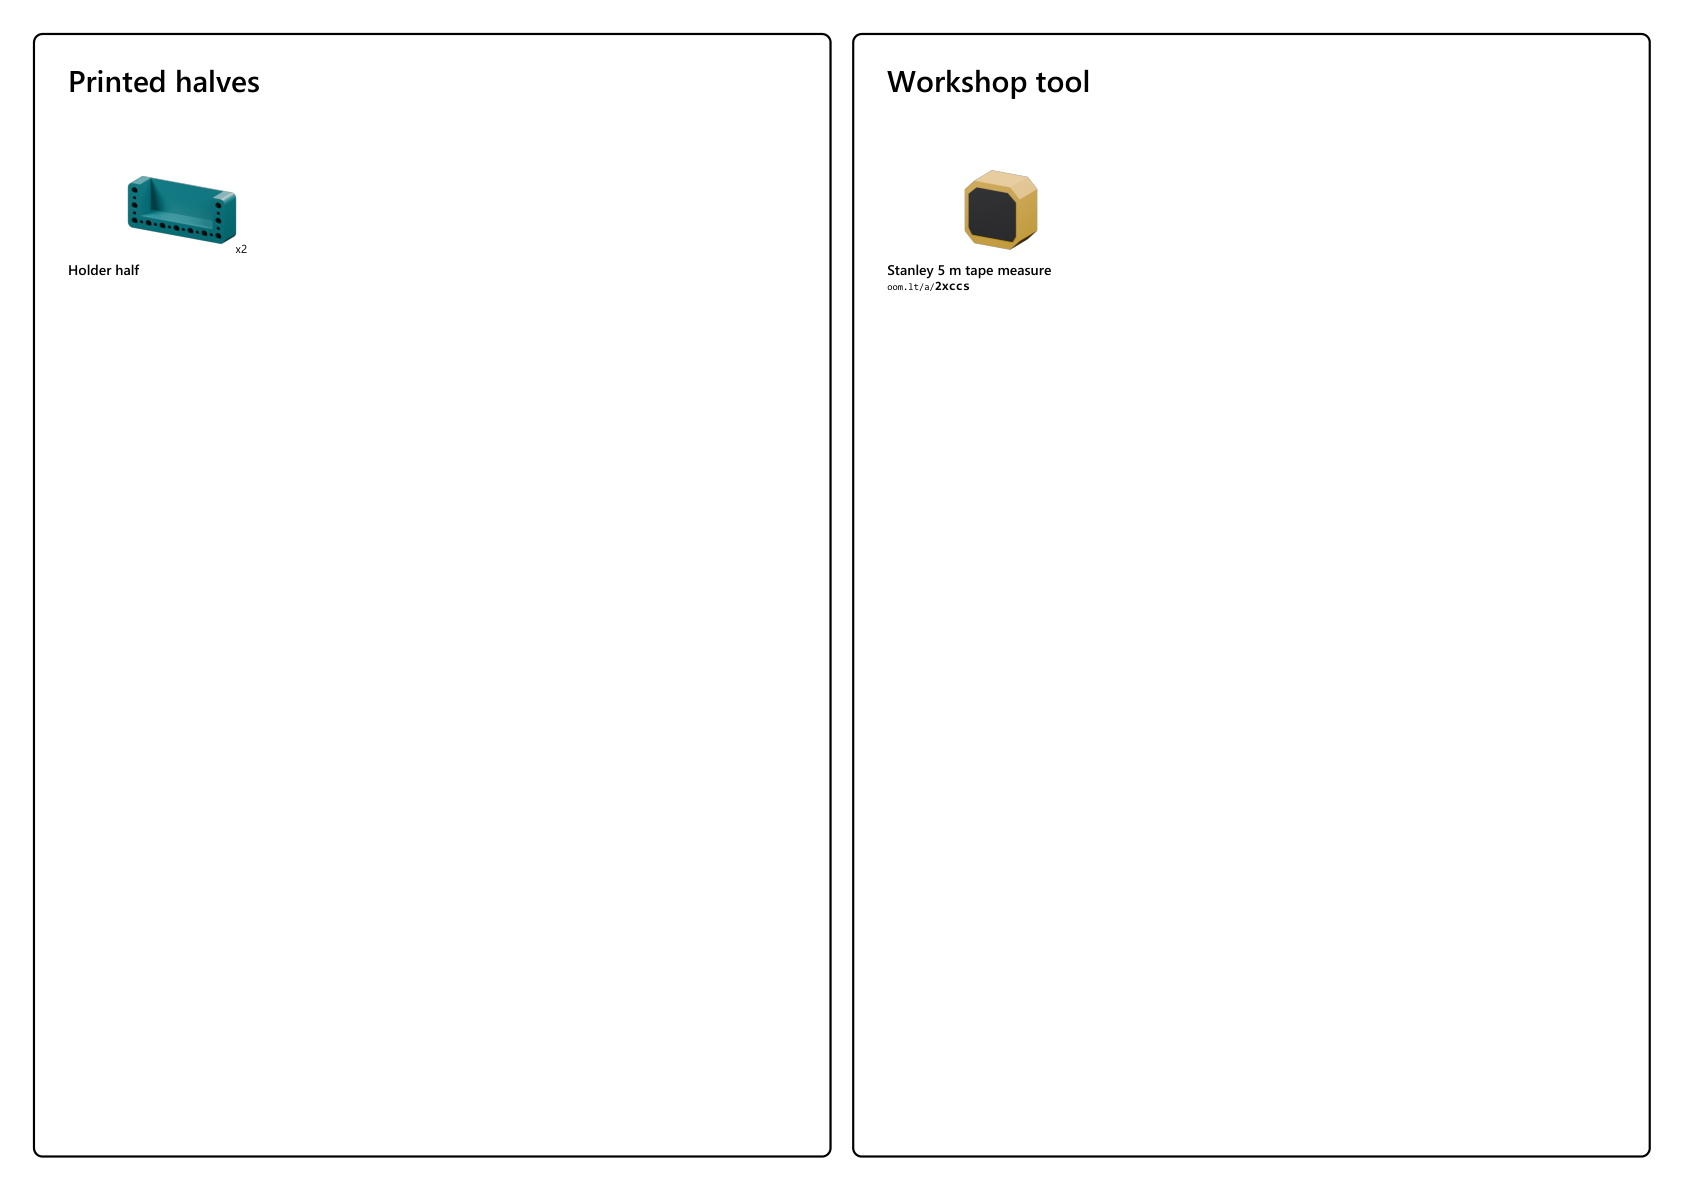 Printed halves
x2
Holder half
Workshop tool
Stanley 5 m tape measure
oom.lt/a/2xccs